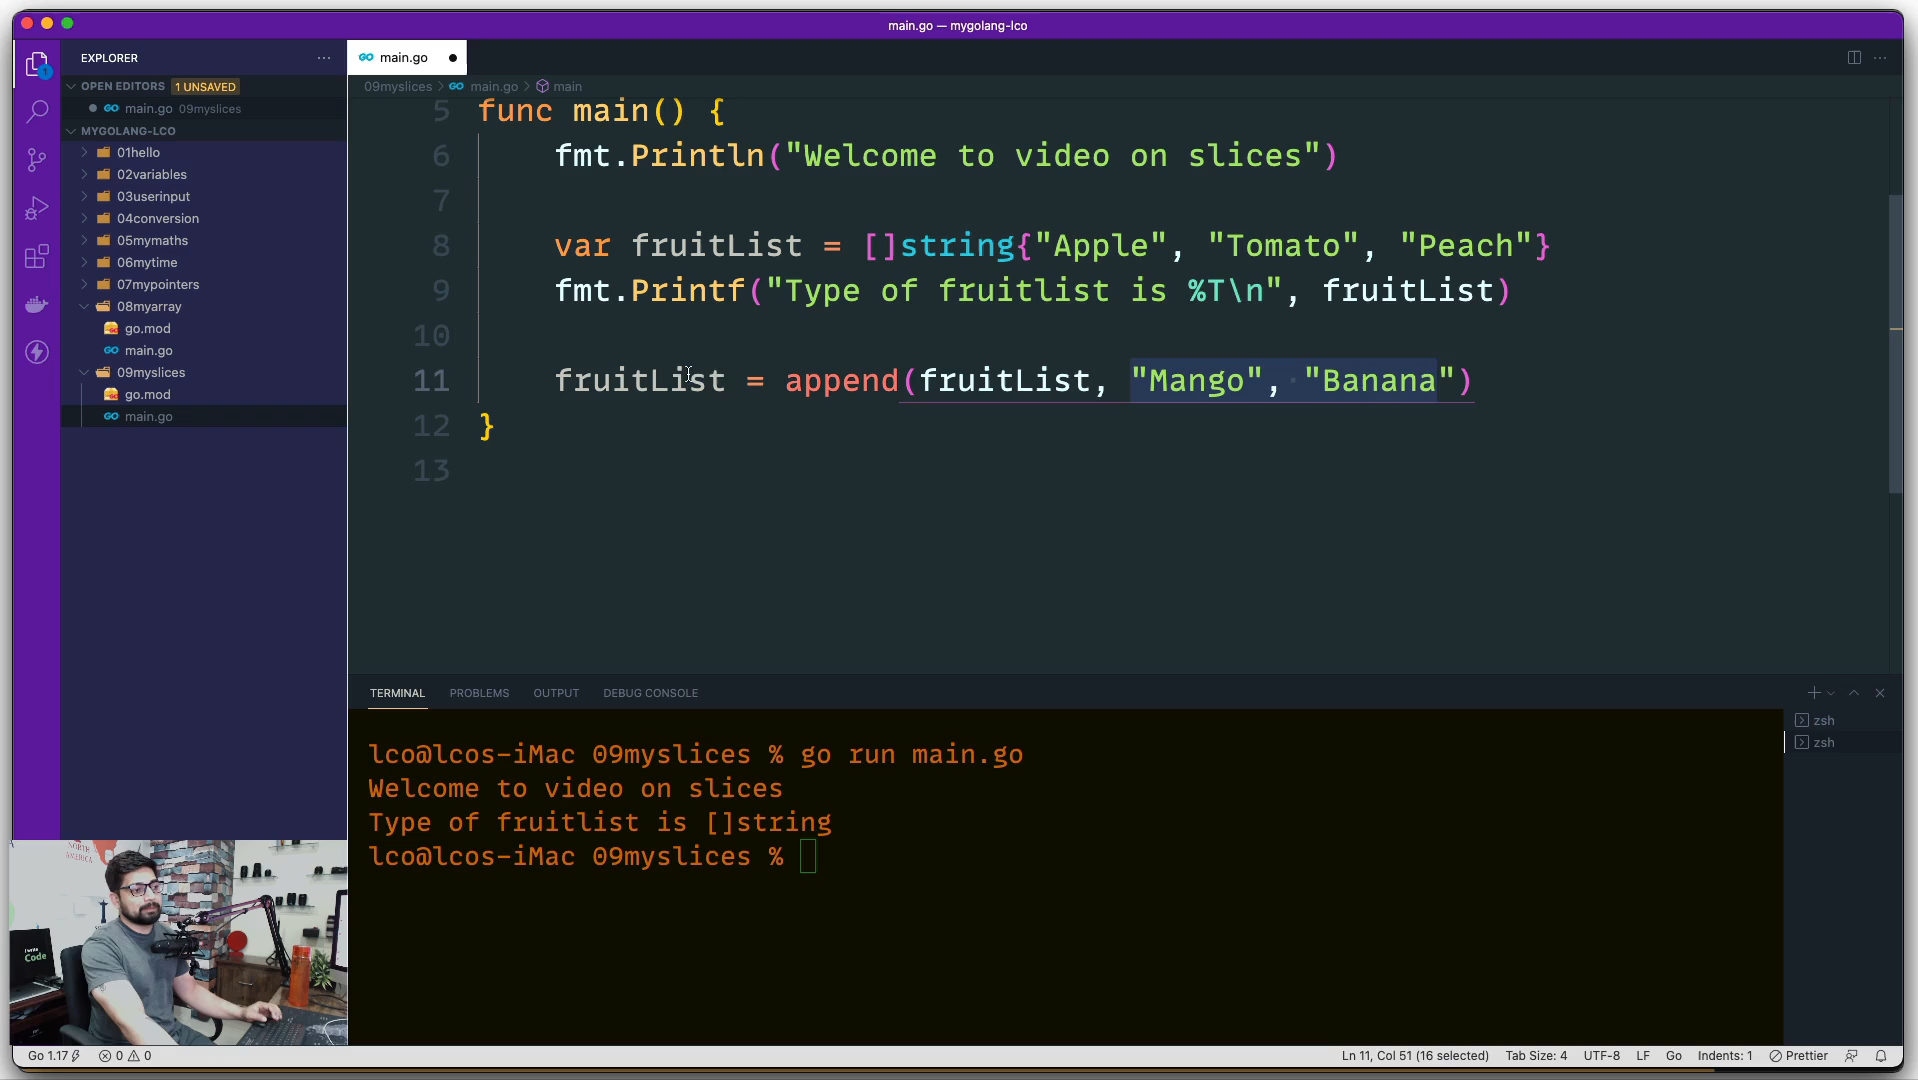 main.go — mygolang-lco
EXPLORER
main.go
OPEN EDITORS 1 UNSAVED
main.go 09myslices
MYGOLANG-LCO
01hello
02variables
03userinput
04conversion
05mymaths
06mytime
07mypointers
08myarray
go.mod
main.go
09myslices
go.mod
main.go
09myslices > main.go > main
5 func main() {
6 fmt.Println("Welcome to video on slices")
7
8 var fruitList = []string{"Apple", "Tomato", "Peach"}
9 fmt.Printf("Type of fruitlist is %T\n", fruitList)
10
11 fruitList = append(fruitList, "Mango", "Banana")
12 }
13
TERMINAL PROBLEMS OUTPUT DEBUG CONSOLE
zsh
zsh
lco@lcos-iMac 09myslices % go run main.go
Welcome to video on slices
Type of fruitlist is []string
lco@lcos-iMac 09myslices %
NORTH
AMERICA
I write
Code
Go 1.17 0 0 Ln 11, Col 51 (16 selected) Tab Size: 4 UTF-8 LF Go Indents: 1 Prettier